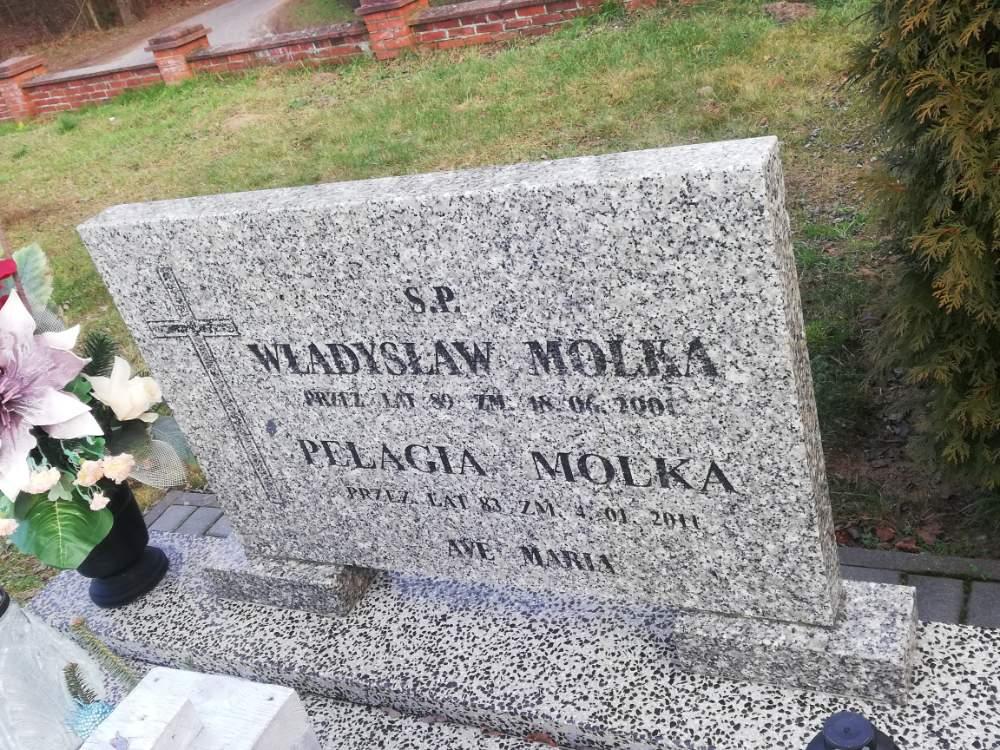 S.P.
WŁADYSŁAW MOLKA
PRZEŻ. LAT 89. ZM. 18.06.2001
PELAGIA MOLKA
PRZEŻ. LAT 83. ZM. 4.01.2011
AVE MARIA